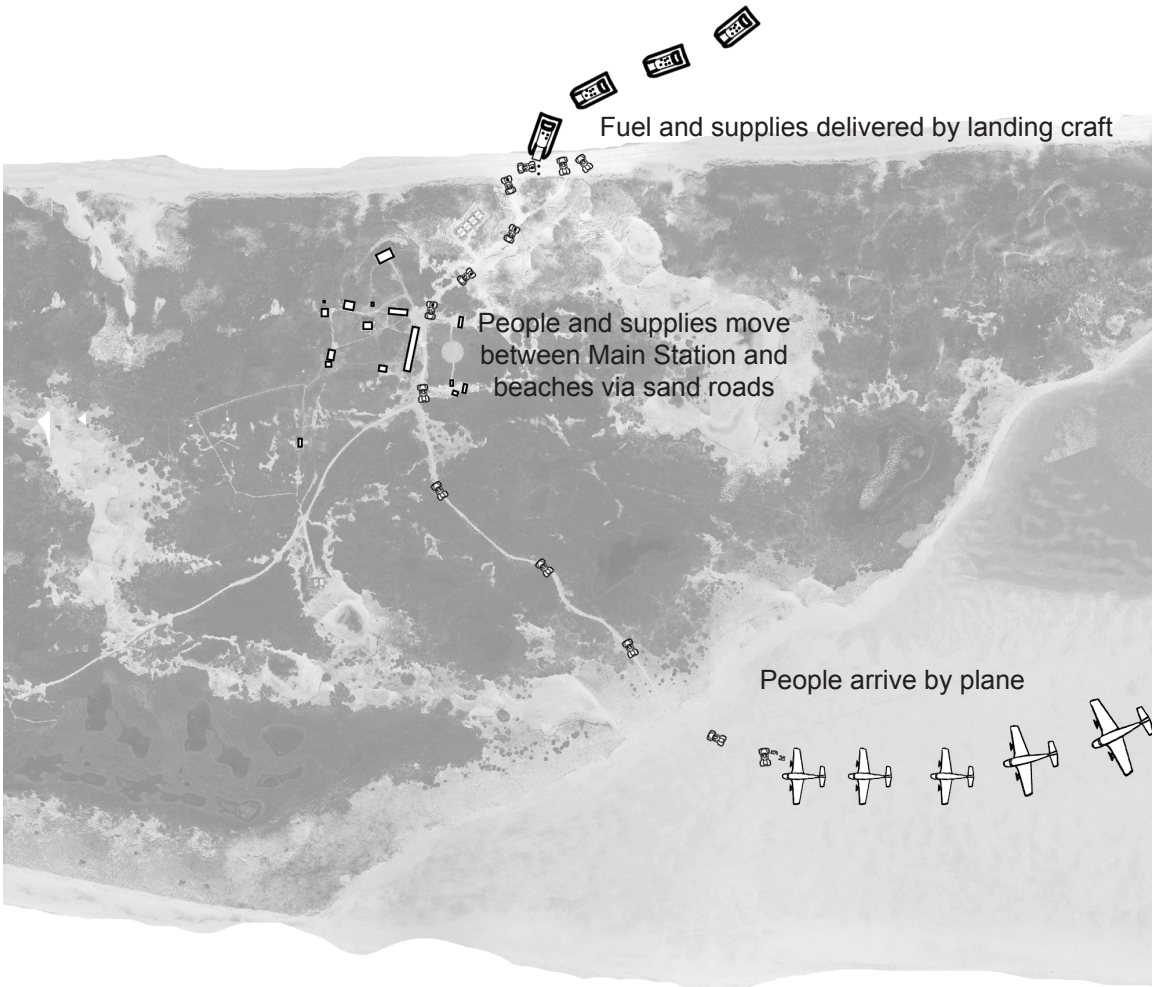 Fuel and supplies delivered by landing craft
People and supplies move
between Main Station and
beaches via sand roads
People arrive by plane